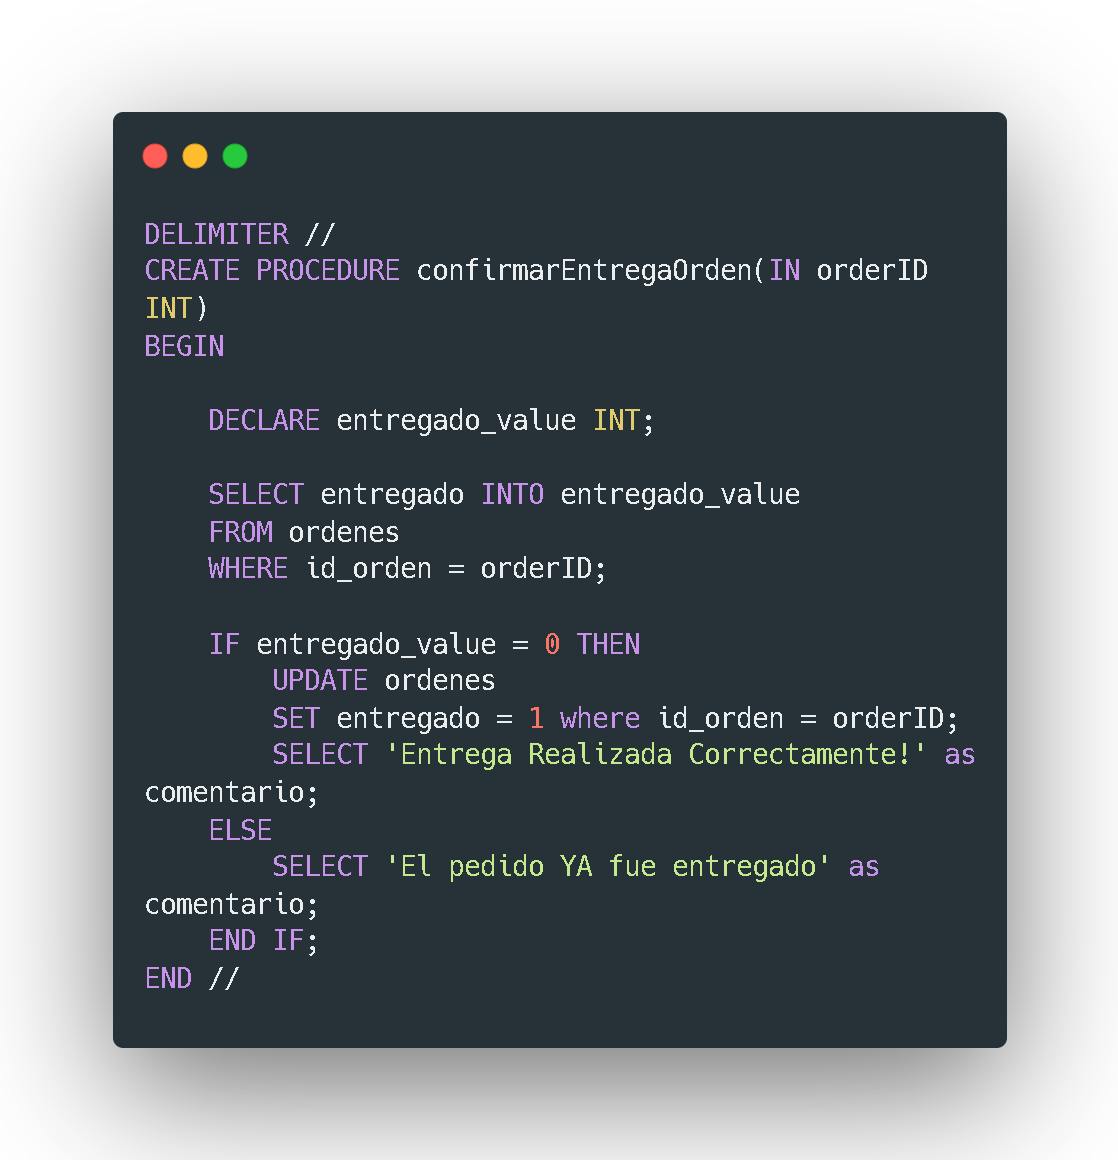 DELIMITER //
CREATE PROCEDURE confirmarEntregaOrden(IN orderID
INT)
BEGIN
DECLARE entregado_value INT;
SELECT entregado INTO entregado_value
FROM ordenes
WHERE id_orden = orderID;
IF entregado_value = 0 THEN
UPDATE ordenes
SET entregado = 1 where id_orden = orderID;
SELECT 'Entrega Realizada Correctamente!' as
comentario;
ELSE
SELECT 'El pedido YA fue entregado' as
comentario;
END IF;
END //